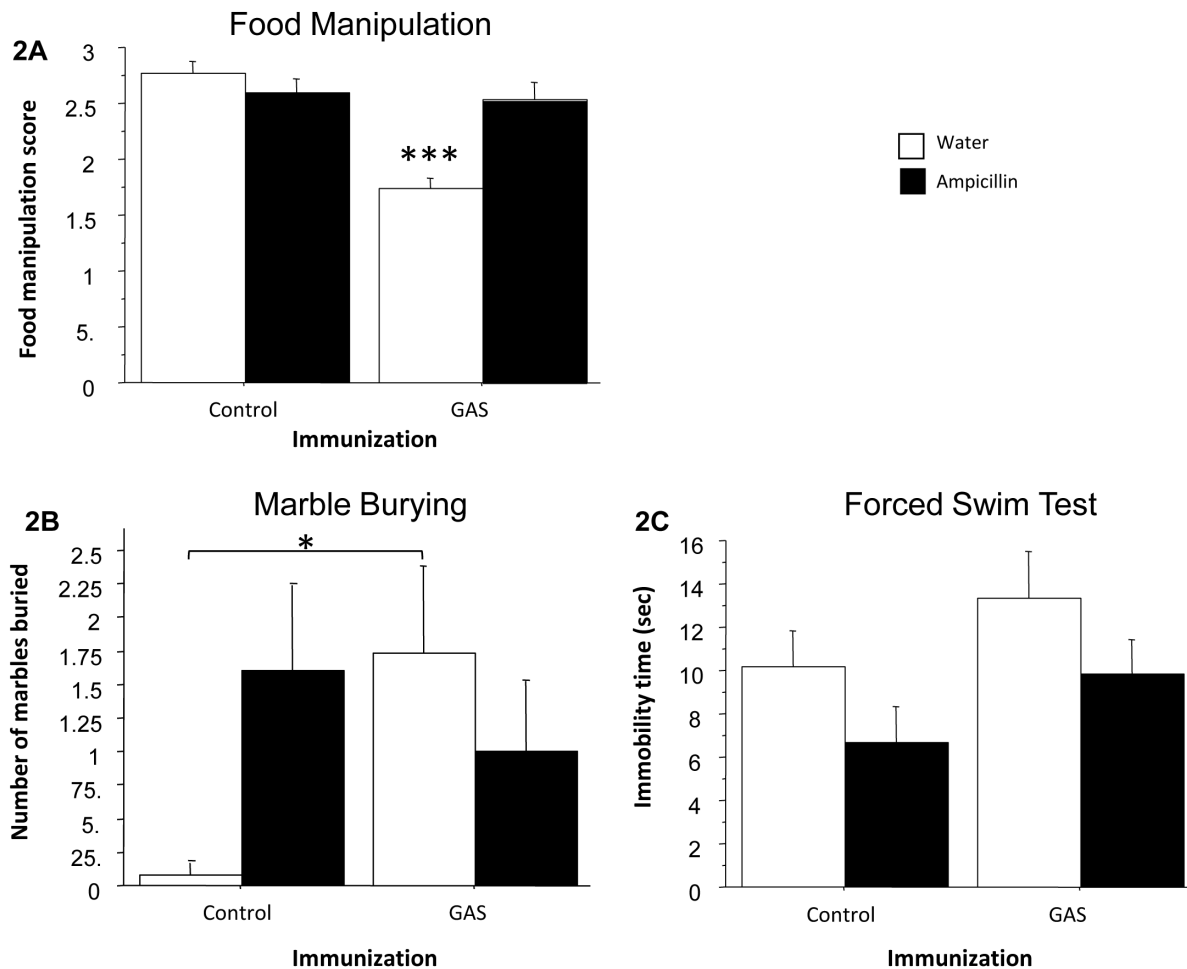 Food Manipulation
2A
3
2.5
2
1.5
1
5.
0
Food manipulation score
***
Control
GAS
Immunization
Water
Ampicillin
Marble Burying
2B
2.5
2.25
2
1.75
1.5
1.25
1
75.
5.
25.
0
Number of marbles buried
*
Control
GAS
Immunization
Forced Swim Test
2C
16
14
12
10
8
6
4
2
0
Immobility time (sec)
Control
GAS
Immunization